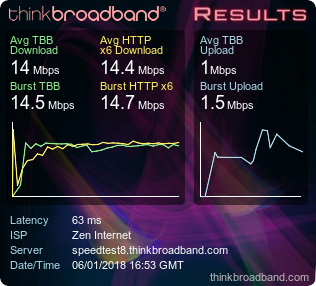 thinkbroadband® RESULTS
Avg TBB Download
Avg HTTP x6 Download
Avg TBB Upload
14 Mbps
14.4 Mbps
1Mbps
Burst TBB
Burst HTTP x6
Burst Upload
14.5 Mbps
14.7 Mbps
1.5 Mbps
Latency 63 ms
ISP Zen Internet
Server speedtest8.thinkbroadband.com
Date/Time 06/01/2018 16:53 GMT
thinkbroadband.com